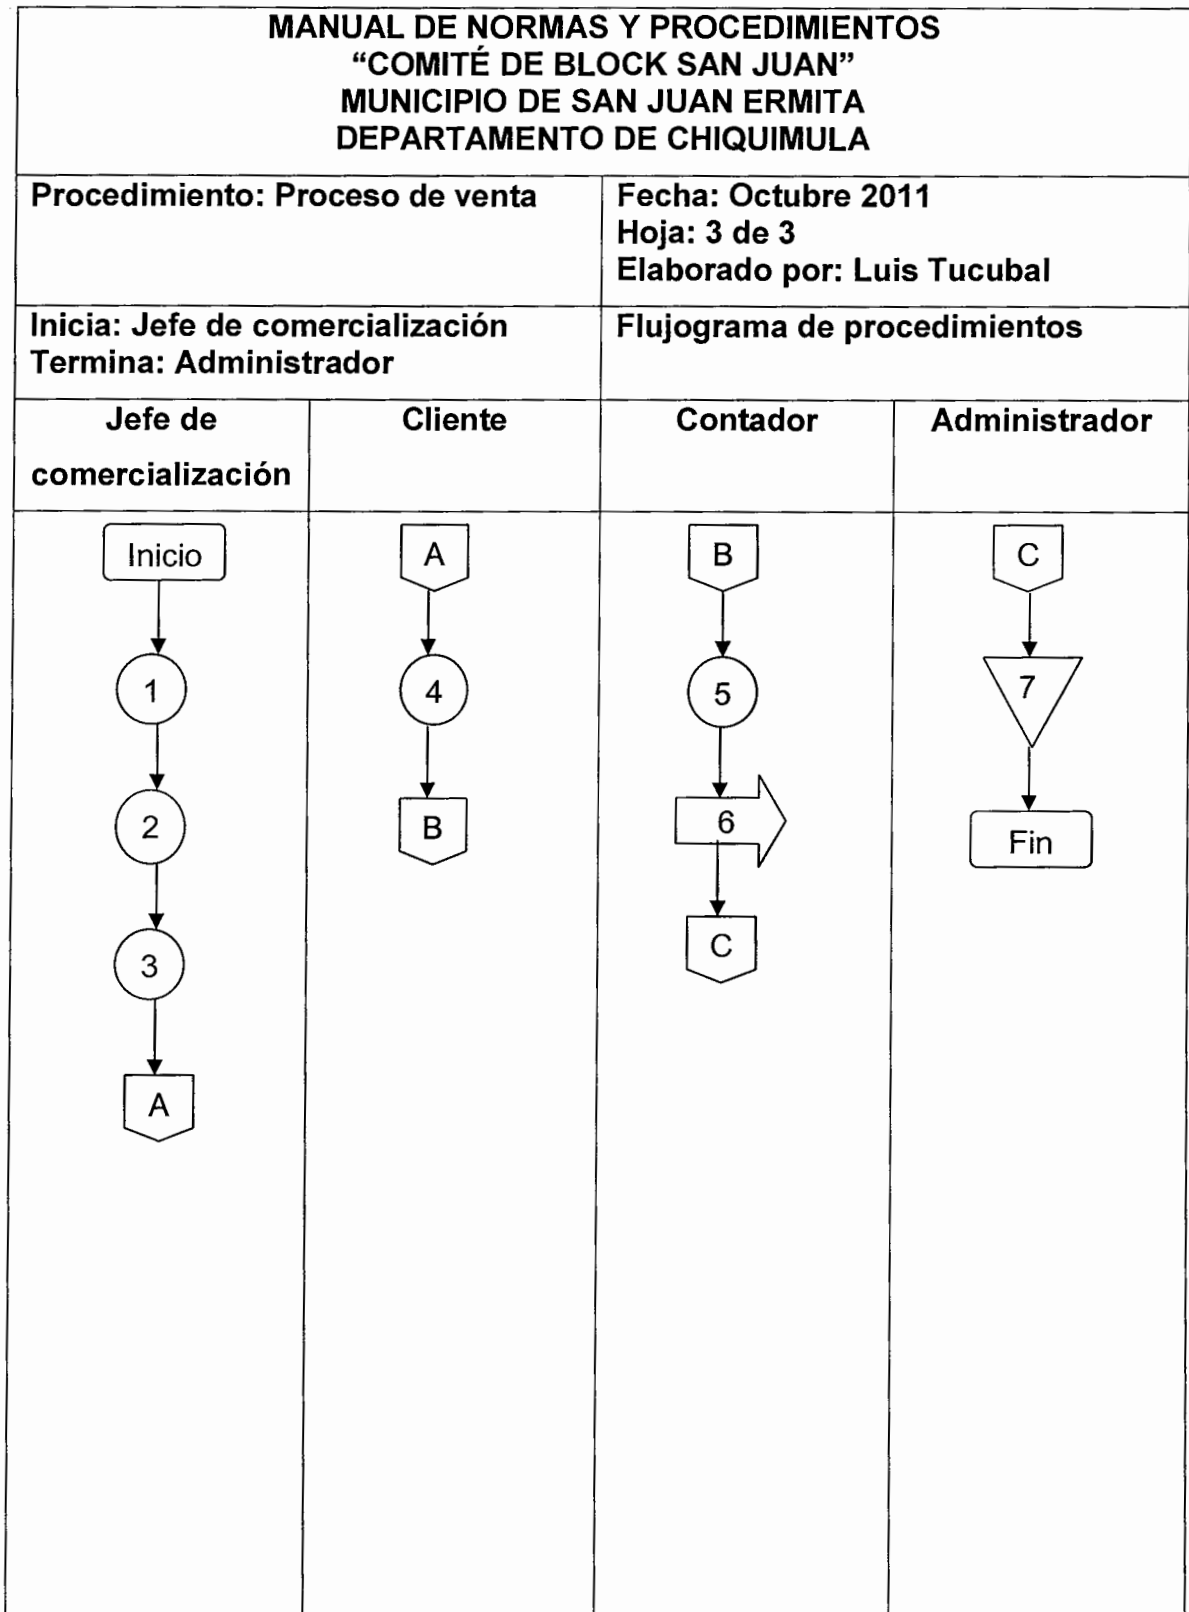 MANUAL DE NORMAS Y PROCEDIMIENTOS
“COMITÉ DE BLOCK SAN JUAN”
MUNICIPIO DE SAN JUAN ERMITA
DEPARTAMENTO DE CHIQUIMULA
Procedimiento: Proceso de venta
Fecha: Octubre 2011
Hoja: 3 de 3
Elaborado por: Luis Tucubal
Inicia: Jefe de comercialización
Termina: Administrador
Flujograma de procedimientos
Jefe de
comercialización
Cliente
Contador
Administrador
Inicio
1
2
3
A
A
4
B
B
5
6
C
C
7
Fin